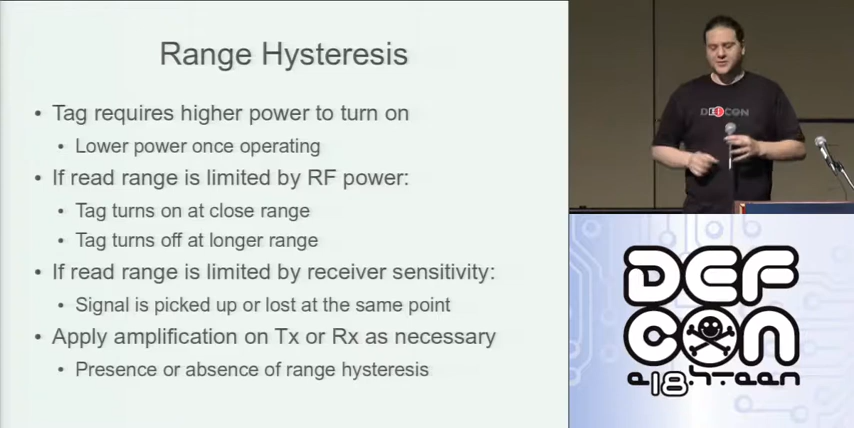 Range Hysteresis
• Tag requires higher power to turn on
• Lower power once operating
• If read range is limited by RF power:
• Tag turns on at close range
• Tag turns off at longer range
• If read range is limited by receiver sensitivity:
• Signal is picked up or lost at the same point
• Apply amplification on Tx or Rx as necessary
• Presence or absence of range hysteresis
DEFCON
DEF
CON
e18hteen